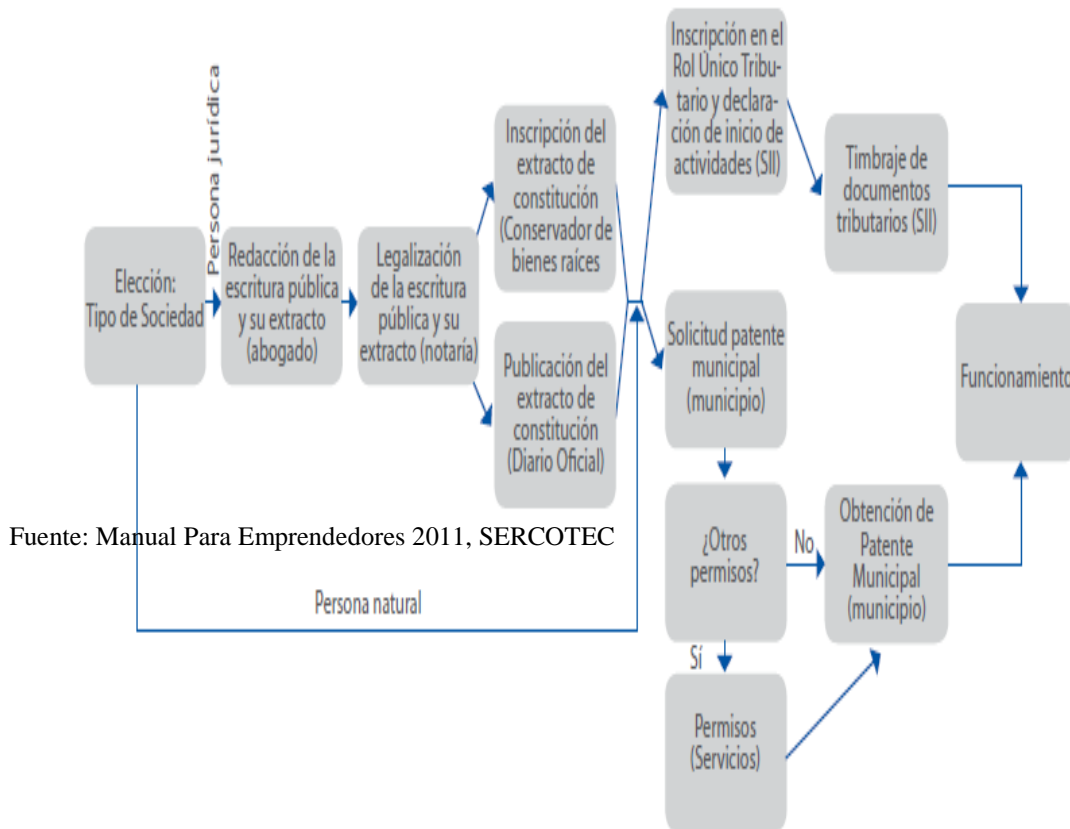 Elección:
Tipo de Sociedad
Persona jurídica
Redacción de la
escritura pública
y su extracto
(abogado)
Legalización
de la escritura
pública y su
extracto (notaría)
Inscripción del
extracto de
constitución
(Conservador de
bienes raíces
Publicación del
extracto de
constitución
(Diario Oficial)
Inscripción en el
Rol Único Tribu-
tario y declara-
ción de inicio de
actividades (SII)
Timbraje de
documentos
tributarios (SII)
Solicitud patente
municipal
(municipio)
¿Otros
permisos?
No
Sí
Obtención de
Patente
Municipal
(municipio)
Permisos
(Servicios)
Funcionamiento
Persona natural
Fuente: Manual Para Emprendedores 2011, SERCOTEC